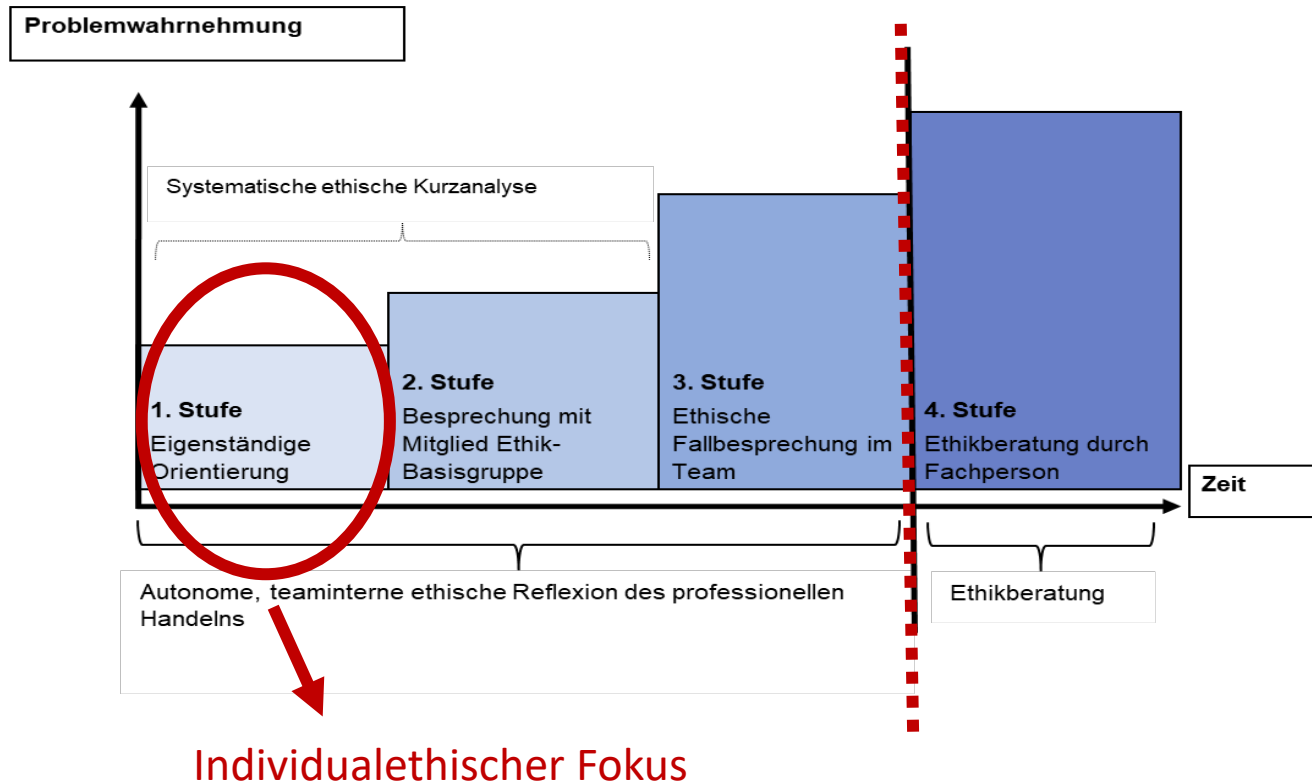 Problemwahrnehmung
Systematische ethische Kurzanalyse
1. Stufe
Eigenständige
Orientierung
2. Stufe
Besprechung mit
Mitglied Ethik-
Basisgruppe
3. Stufe
Ethische
Fallbesprechung im
Team
4. Stufe
Ethikberatung durch
Fachperson
Zeit
Autonome, teaminterne ethische Reflexion des professionellen
Handelns
Ethikberatung
Individualethischer Fokus